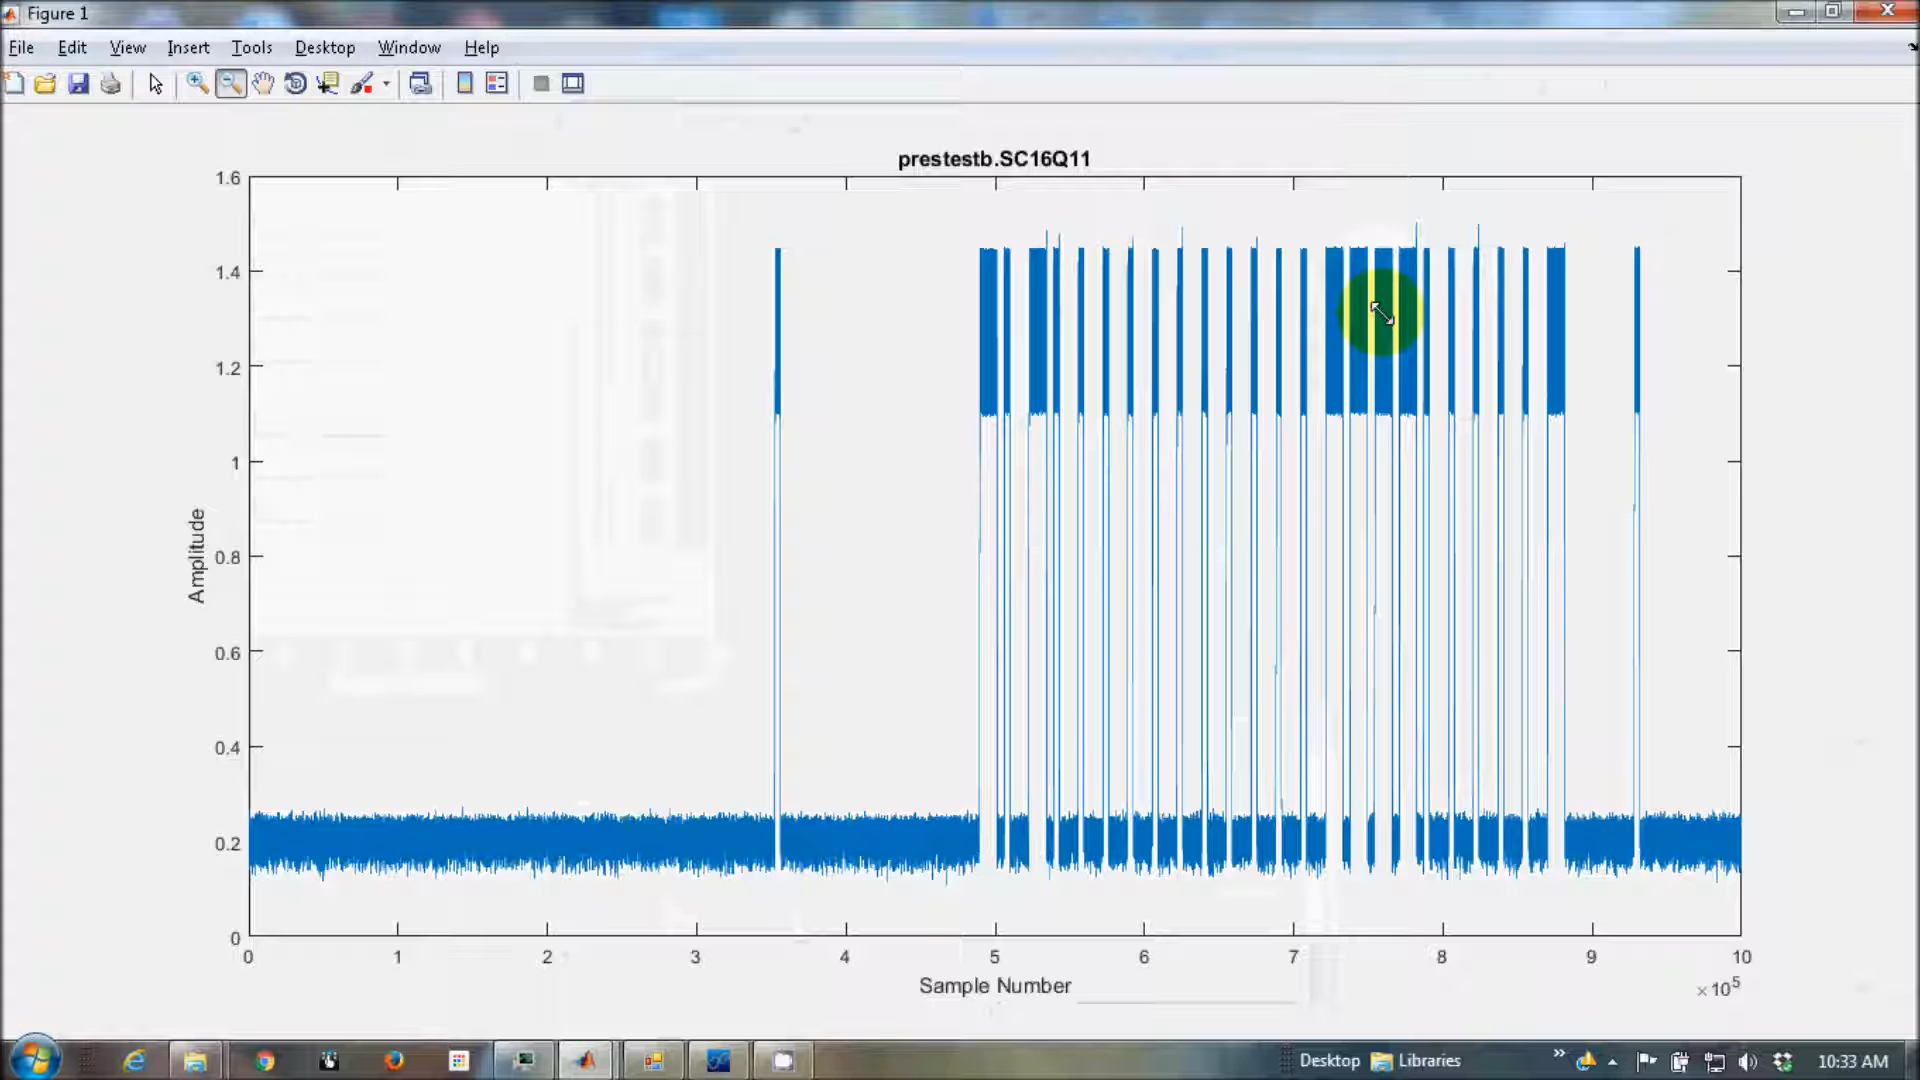 Figure 1
File Edit View Insert Tools Desktop Window Help
prestestb.SC16Q11
1.6
1.4
1.2
1
0.8
0.6
0.4
0.2
0
Amplitude
0 1 2 3 4 5 6 7 8 9 10
Sample Number
×10⁵
Desktop Libraries 10:33 AM